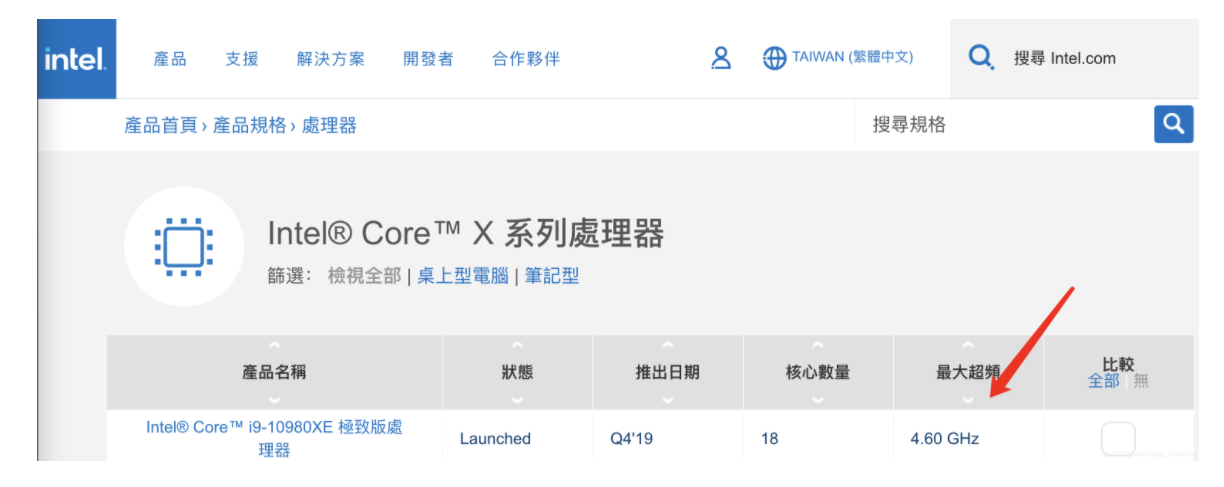 intel.
產品 支援 解決方案 開發者 合作夥伴 TAIWAN (繁體中文) 搜尋 Intel.com
產品首頁 › 產品規格 › 處理器 搜尋規格
Intel® Core™ X 系列處理器
篩選： 檢視全部 | 桌上型電腦 | 筆記型
產品名稱 狀態 推出日期 核心數量 最大超頻 比較
全部 | 無
Intel® Core™ i9-10980XE 極致版處
理器 Launched Q4'19 18 4.60 GHz